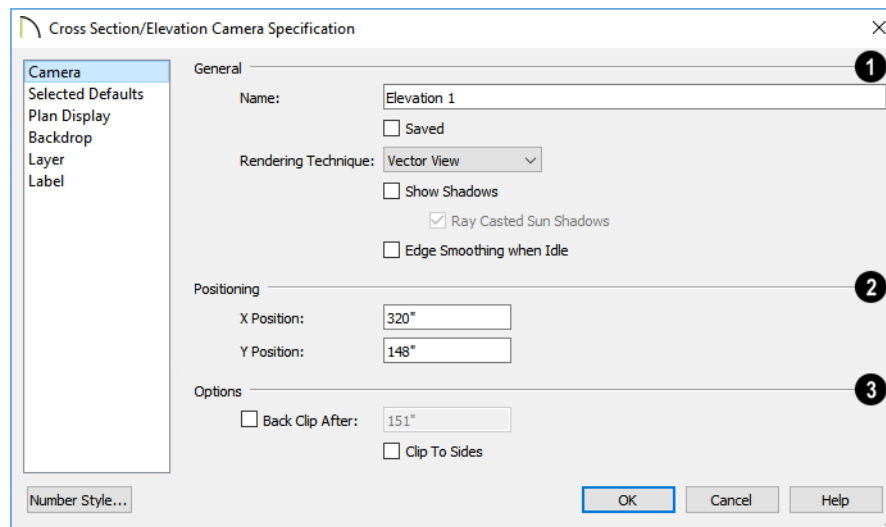 Cross Section/Elevation Camera Specification
Camera
Selected Defaults
Plan Display
Backdrop
Layer
Label
General 1
Name: Elevation 1
Saved
Rendering Technique: Vector View
Show Shadows
Ray Casted Sun Shadows
Edge Smoothing when Idle
Positioning 2
X Position: 320"
Y Position: 148"
Options 3
Back Clip After: 151"
Clip To Sides
Number Style... OK Cancel Help